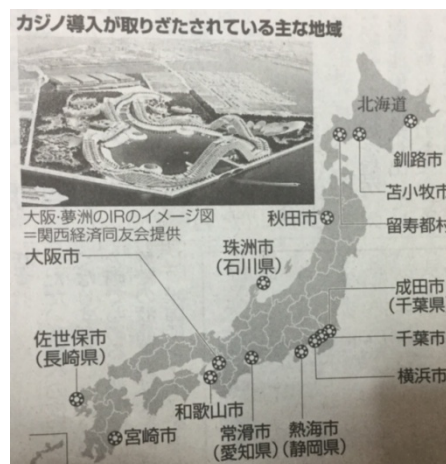 カジノ導入が取りざたされている主な地域
北海道
釧路市
苫小牧市
留寿都村
大阪・夢洲のIRのイメージ図
=関西経済同友会提供
秋田市
珠洲市
(石川県)
大阪市
成田市
(千葉県
千葉市
横浜市
佐世保市
(長崎県)
和歌山市
宮崎市
常滑市
(愛知県)
熱海市
(静岡県)